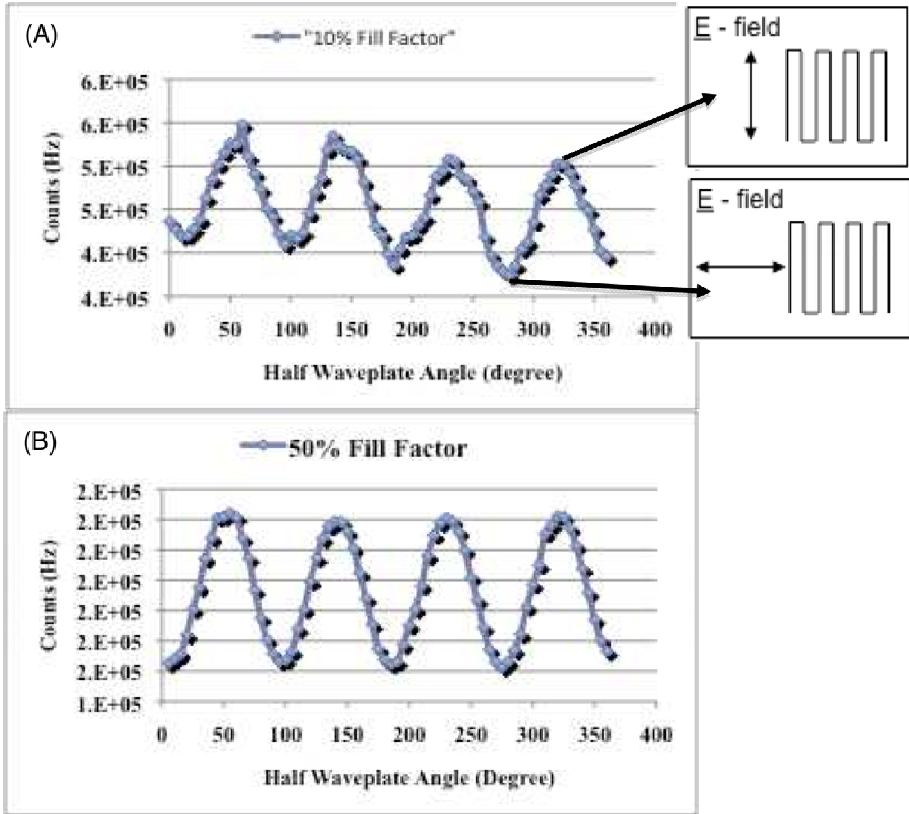 (A)
"10% Fill Factor"
6.E+05
6.E+05
5.E+05
5.E+05
4.E+05
4.E+05
Counts (Hz)
0 50 100 150 200 250 300 350 400
Half Waveplate Angle (degree)
E - field
E - field
(B)
50% Fill Factor
2.E+05
2.E+05
2.E+05
2.E+05
2.E+05
2.E+05
2.E+05
1.E+05
Counts (Hz)
0 50 100 150 200 250 300 350 400
Half Waveplate Angle (Degree)